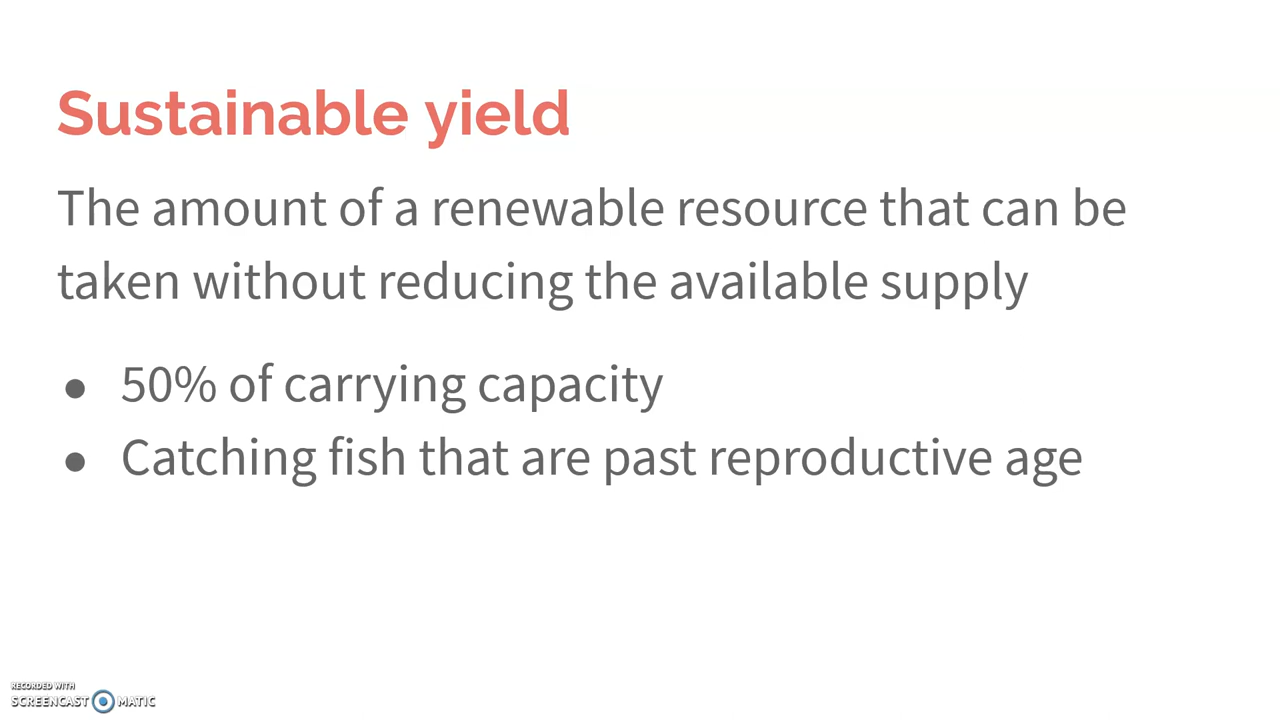 Sustainable yield
The amount of a renewable resource that can be
taken without reducing the available supply
● 50% of carrying capacity
● Catching fish that are past reproductive age
RECORDED WITH
SCREENCAST MATIC